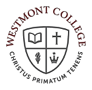 WESTMONT COLLEGE
CHRISTUS PRIMATUM TENENS